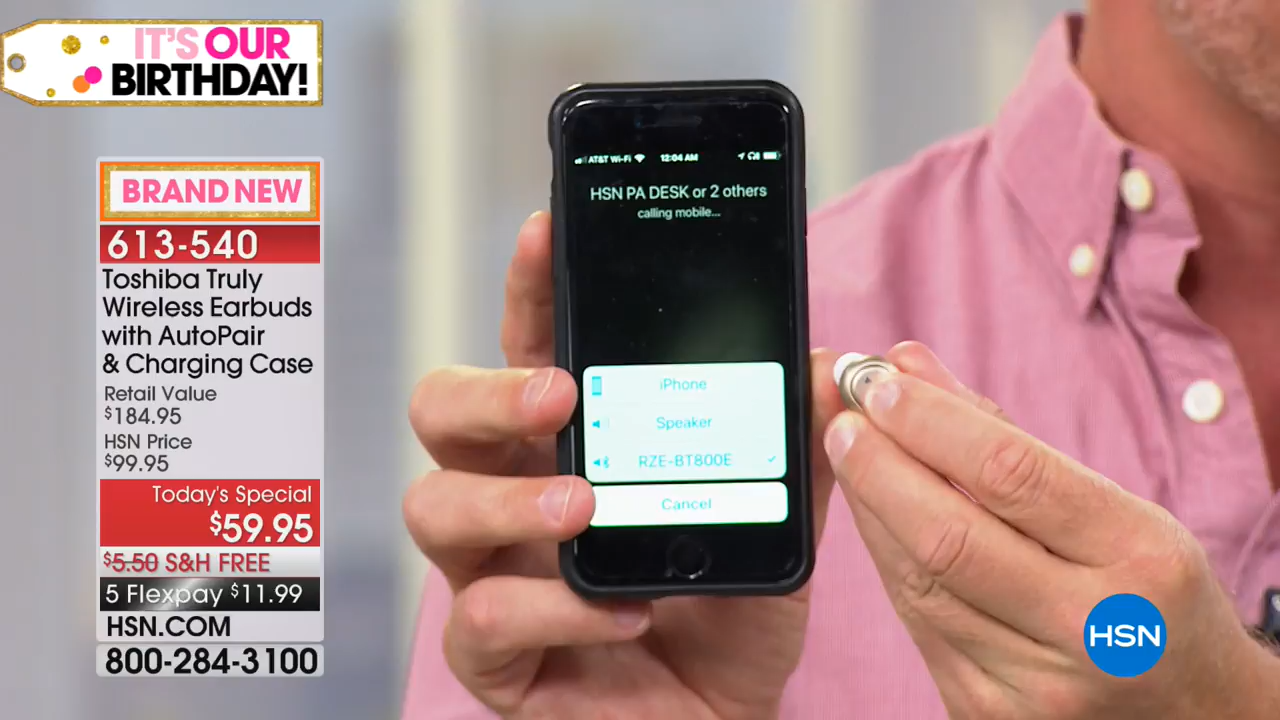 IT'S OUR
BIRTHDAY!
BRAND NEW
613-540
Toshiba Truly
Wireless Earbuds
with AutoPair
& Charging Case
Retail Value
$184.95
HSN Price
$99.95
Today's Special
$59.95
$5.50 S&H FREE
5 Flexpay $11.99
HSN.COM
800-284-3100
AT&T Wi-Fi 12:04 AM
HSN PA DESK or 2 others
calling mobile...
iPhone
Speaker
RZE-BT800E
Cancel
HSN